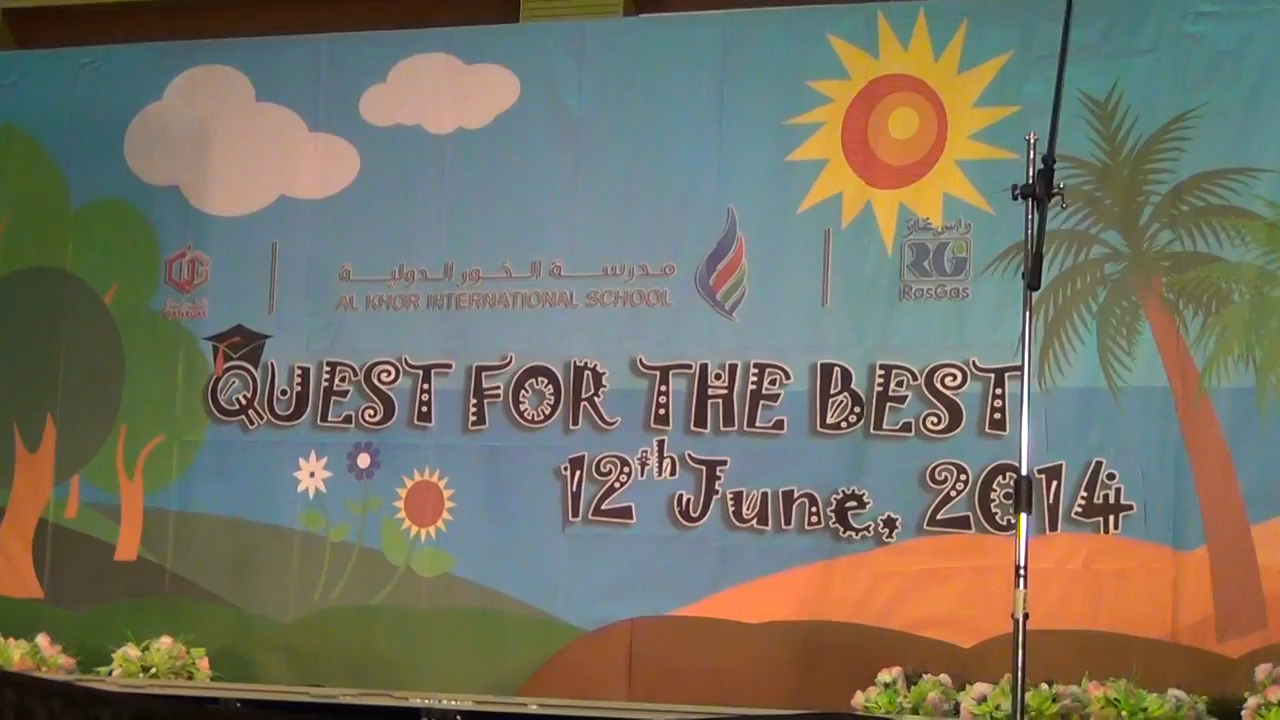 مدرسة الخور الدولية
AL KHOR INTERNATIONAL SCHOOL
راس غاز
RG
RasGas
QUEST FOR THE BEST
12th June, 2014